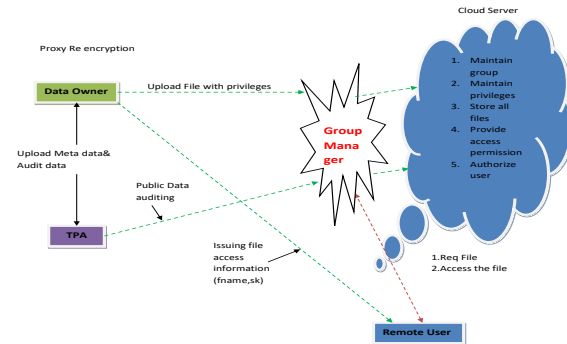 Cloud Server
Proxy Re encryption
Data Owner
Upload File with privileges
1. Maintain
group
2. Maintain
privileges
3. Store all
files
4. Provide
access
permission
5. Authorize
user
Group
Mana
ger
Upload Meta data&
Audit data
Public Data
auditing
TPA
Issuing file
access
information
(fname,sk)
1.Req File
2.Access the file
Remote User